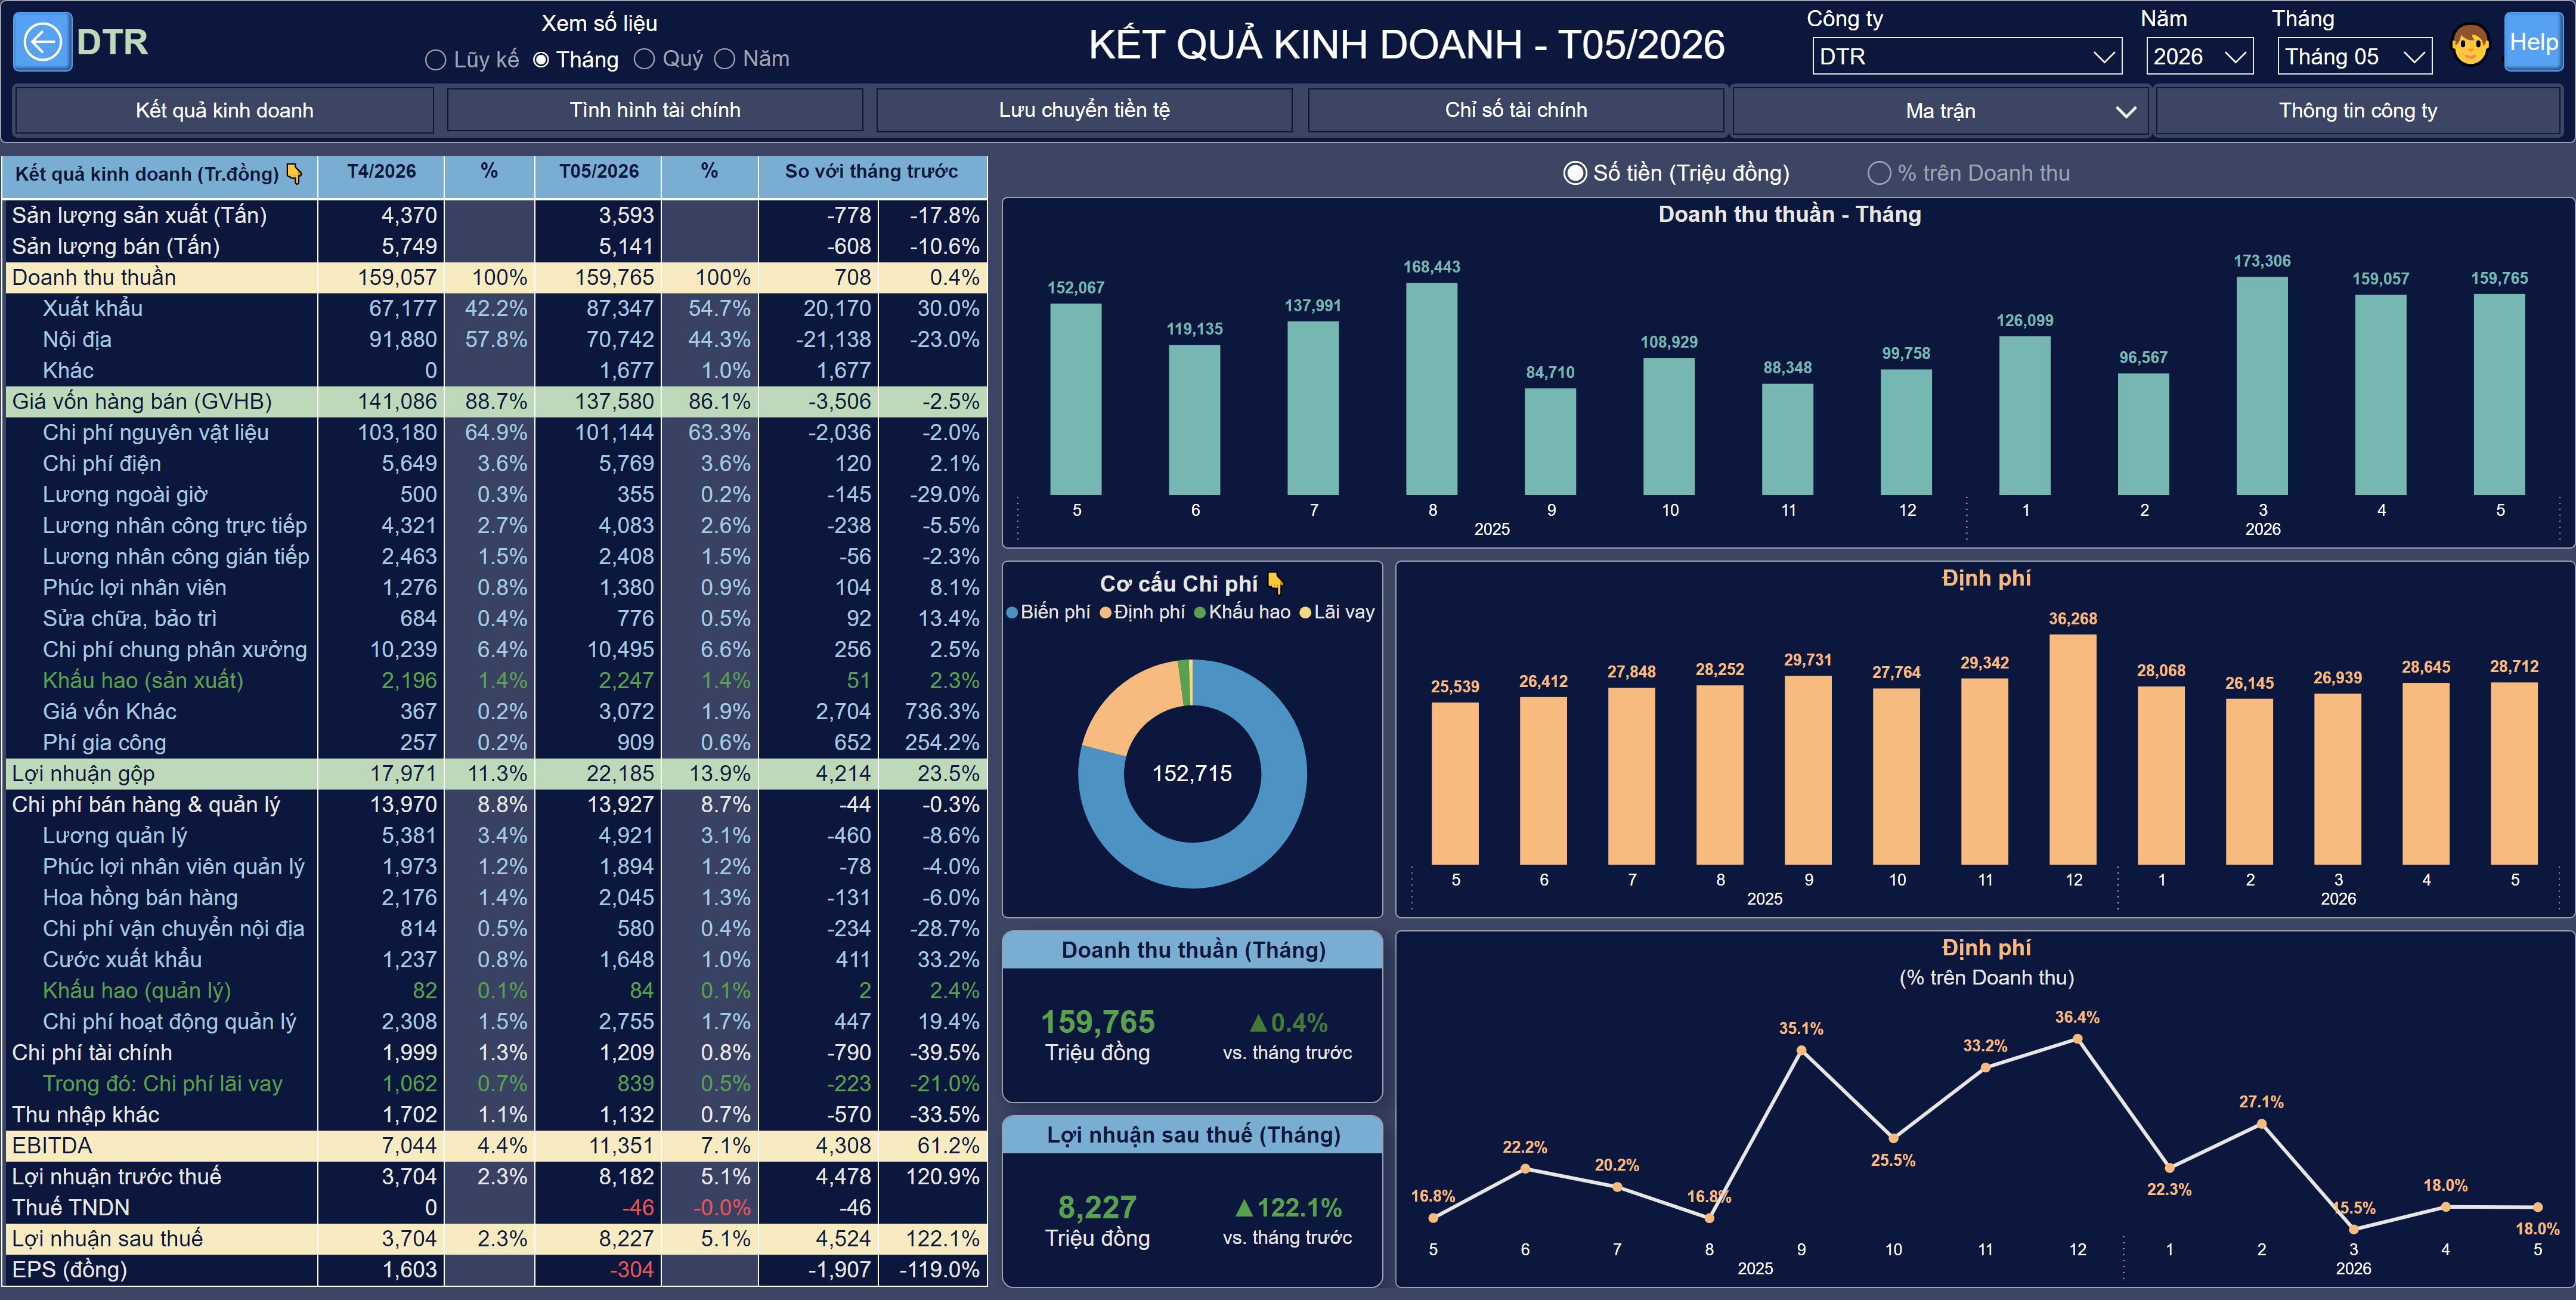 DTR
Xem số liệu
Lũy kế Tháng Quý Năm
KẾT QUẢ KINH DOANH - T05/2026
Công ty
DTR
Năm
2026
Tháng
Tháng 05
Help
Kết quả kinh doanh
Tình hình tài chính
Lưu chuyển tiền tệ
Chỉ số tài chính
Ma trận
Thông tin công ty
Kết quả kinh doanh (Tr.đồng) T4/2026 % T05/2026 % So với tháng trước
Sản lượng sản xuất (Tấn) 4,370 3,593 -778 -17.8%
Sản lượng bán (Tấn) 5,749 5,141 -608 -10.6%
Doanh thu thuần 159,057 100% 159,765 100% 708 0.4%
Xuất khẩu 67,177 42.2% 87,347 54.7% 20,170 30.0%
Nội địa 91,880 57.8% 70,742 44.3% -21,138 -23.0%
Khác 0 1,677 1.0% 1,677
Giá vốn hàng bán (GVHB) 141,086 88.7% 137,580 86.1% -3,506 -2.5%
Chi phí nguyên vật liệu 103,180 64.9% 101,144 63.3% -2,036 -2.0%
Chi phí điện 5,649 3.6% 5,769 3.6% 120 2.1%
Lương ngoài giờ 500 0.3% 355 0.2% -145 -29.0%
Lương nhân công trực tiếp 4,321 2.7% 4,083 2.6% -238 -5.5%
Lương nhân công gián tiếp 2,463 1.5% 2,408 1.5% -56 -2.3%
Phúc lợi nhân viên 1,276 0.8% 1,380 0.9% 104 8.1%
Sửa chữa, bảo trì 684 0.4% 776 0.5% 92 13.4%
Chi phí chung phân xưởng 10,239 6.4% 10,495 6.6% 256 2.5%
Khấu hao (sản xuất) 2,196 1.4% 2,247 1.4% 51 2.3%
Giá vốn Khác 367 0.2% 3,072 1.9% 2,704 736.3%
Phí gia công 257 0.2% 909 0.6% 652 254.2%
Lợi nhuận gộp 17,971 11.3% 22,185 13.9% 4,214 23.5%
Chi phí bán hàng & quản lý 13,970 8.8% 13,927 8.7% -44 -0.3%
Lương quản lý 5,381 3.4% 4,921 3.1% -460 -8.6%
Phúc lợi nhân viên quản lý 1,973 1.2% 1,894 1.2% -78 -4.0%
Hoa hồng bán hàng 2,176 1.4% 2,045 1.3% -131 -6.0%
Chi phí vận chuyển nội địa 814 0.5% 580 0.4% -234 -28.7%
Cước xuất khẩu 1,237 0.8% 1,648 1.0% 411 33.2%
Khấu hao (quản lý) 82 0.1% 84 0.1% 2 2.4%
Chi phí hoạt động quản lý 2,308 1.5% 2,755 1.7% 447 19.4%
Chi phí tài chính 1,999 1.3% 1,209 0.8% -790 -39.5%
Trong đó: Chi phí lãi vay 1,062 0.7% 839 0.5% -223 -21.0%
Thu nhập khác 1,702 1.1% 1,132 0.7% -570 -33.5%
EBITDA 7,044 4.4% 11,351 7.1% 4,308 61.2%
Lợi nhuận trước thuế 3,704 2.3% 8,182 5.1% 4,478 120.9%
Thuế TNDN 0 -46 -0.0% -46
Lợi nhuận sau thuế 3,704 2.3% 8,227 5.1% 4,524 122.1%
EPS (đồng) 1,603 -304 -1,907 -119.0%
Số tiền (Triệu đồng) % trên Doanh thu
Doanh thu thuần - Tháng
152,067 119,135 137,991 168,443 84,710 108,929 88,348 99,758 126,099 96,567 173,306 159,057 159,765
5 6 7 8 9 10 11 12 1 2 3 4 5
2025 2026
Cơ cấu Chi phí
Biến phí Định phí Khấu hao Lãi vay
152,715
Định phí
25,539 26,412 27,848 28,252 29,731 27,764 29,342 36,268 28,068 26,145 26,939 28,645 28,712
5 6 7 8 9 10 11 12 1 2 3 4 5
2025 2026
Doanh thu thuần (Tháng)
159,765 ▲0.4%
Triệu đồng vs. tháng trước
Lợi nhuận sau thuế (Tháng)
8,227 ▲122.1%
Triệu đồng vs. tháng trước
Định phí
(% trên Doanh thu)
16.8% 22.2% 20.2% 16.8% 35.1% 25.5% 33.2% 36.4% 22.3% 27.1% 15.5% 18.0% 18.0%
5 6 7 8 9 10 11 12 1 2 3 4 5
2025 2026